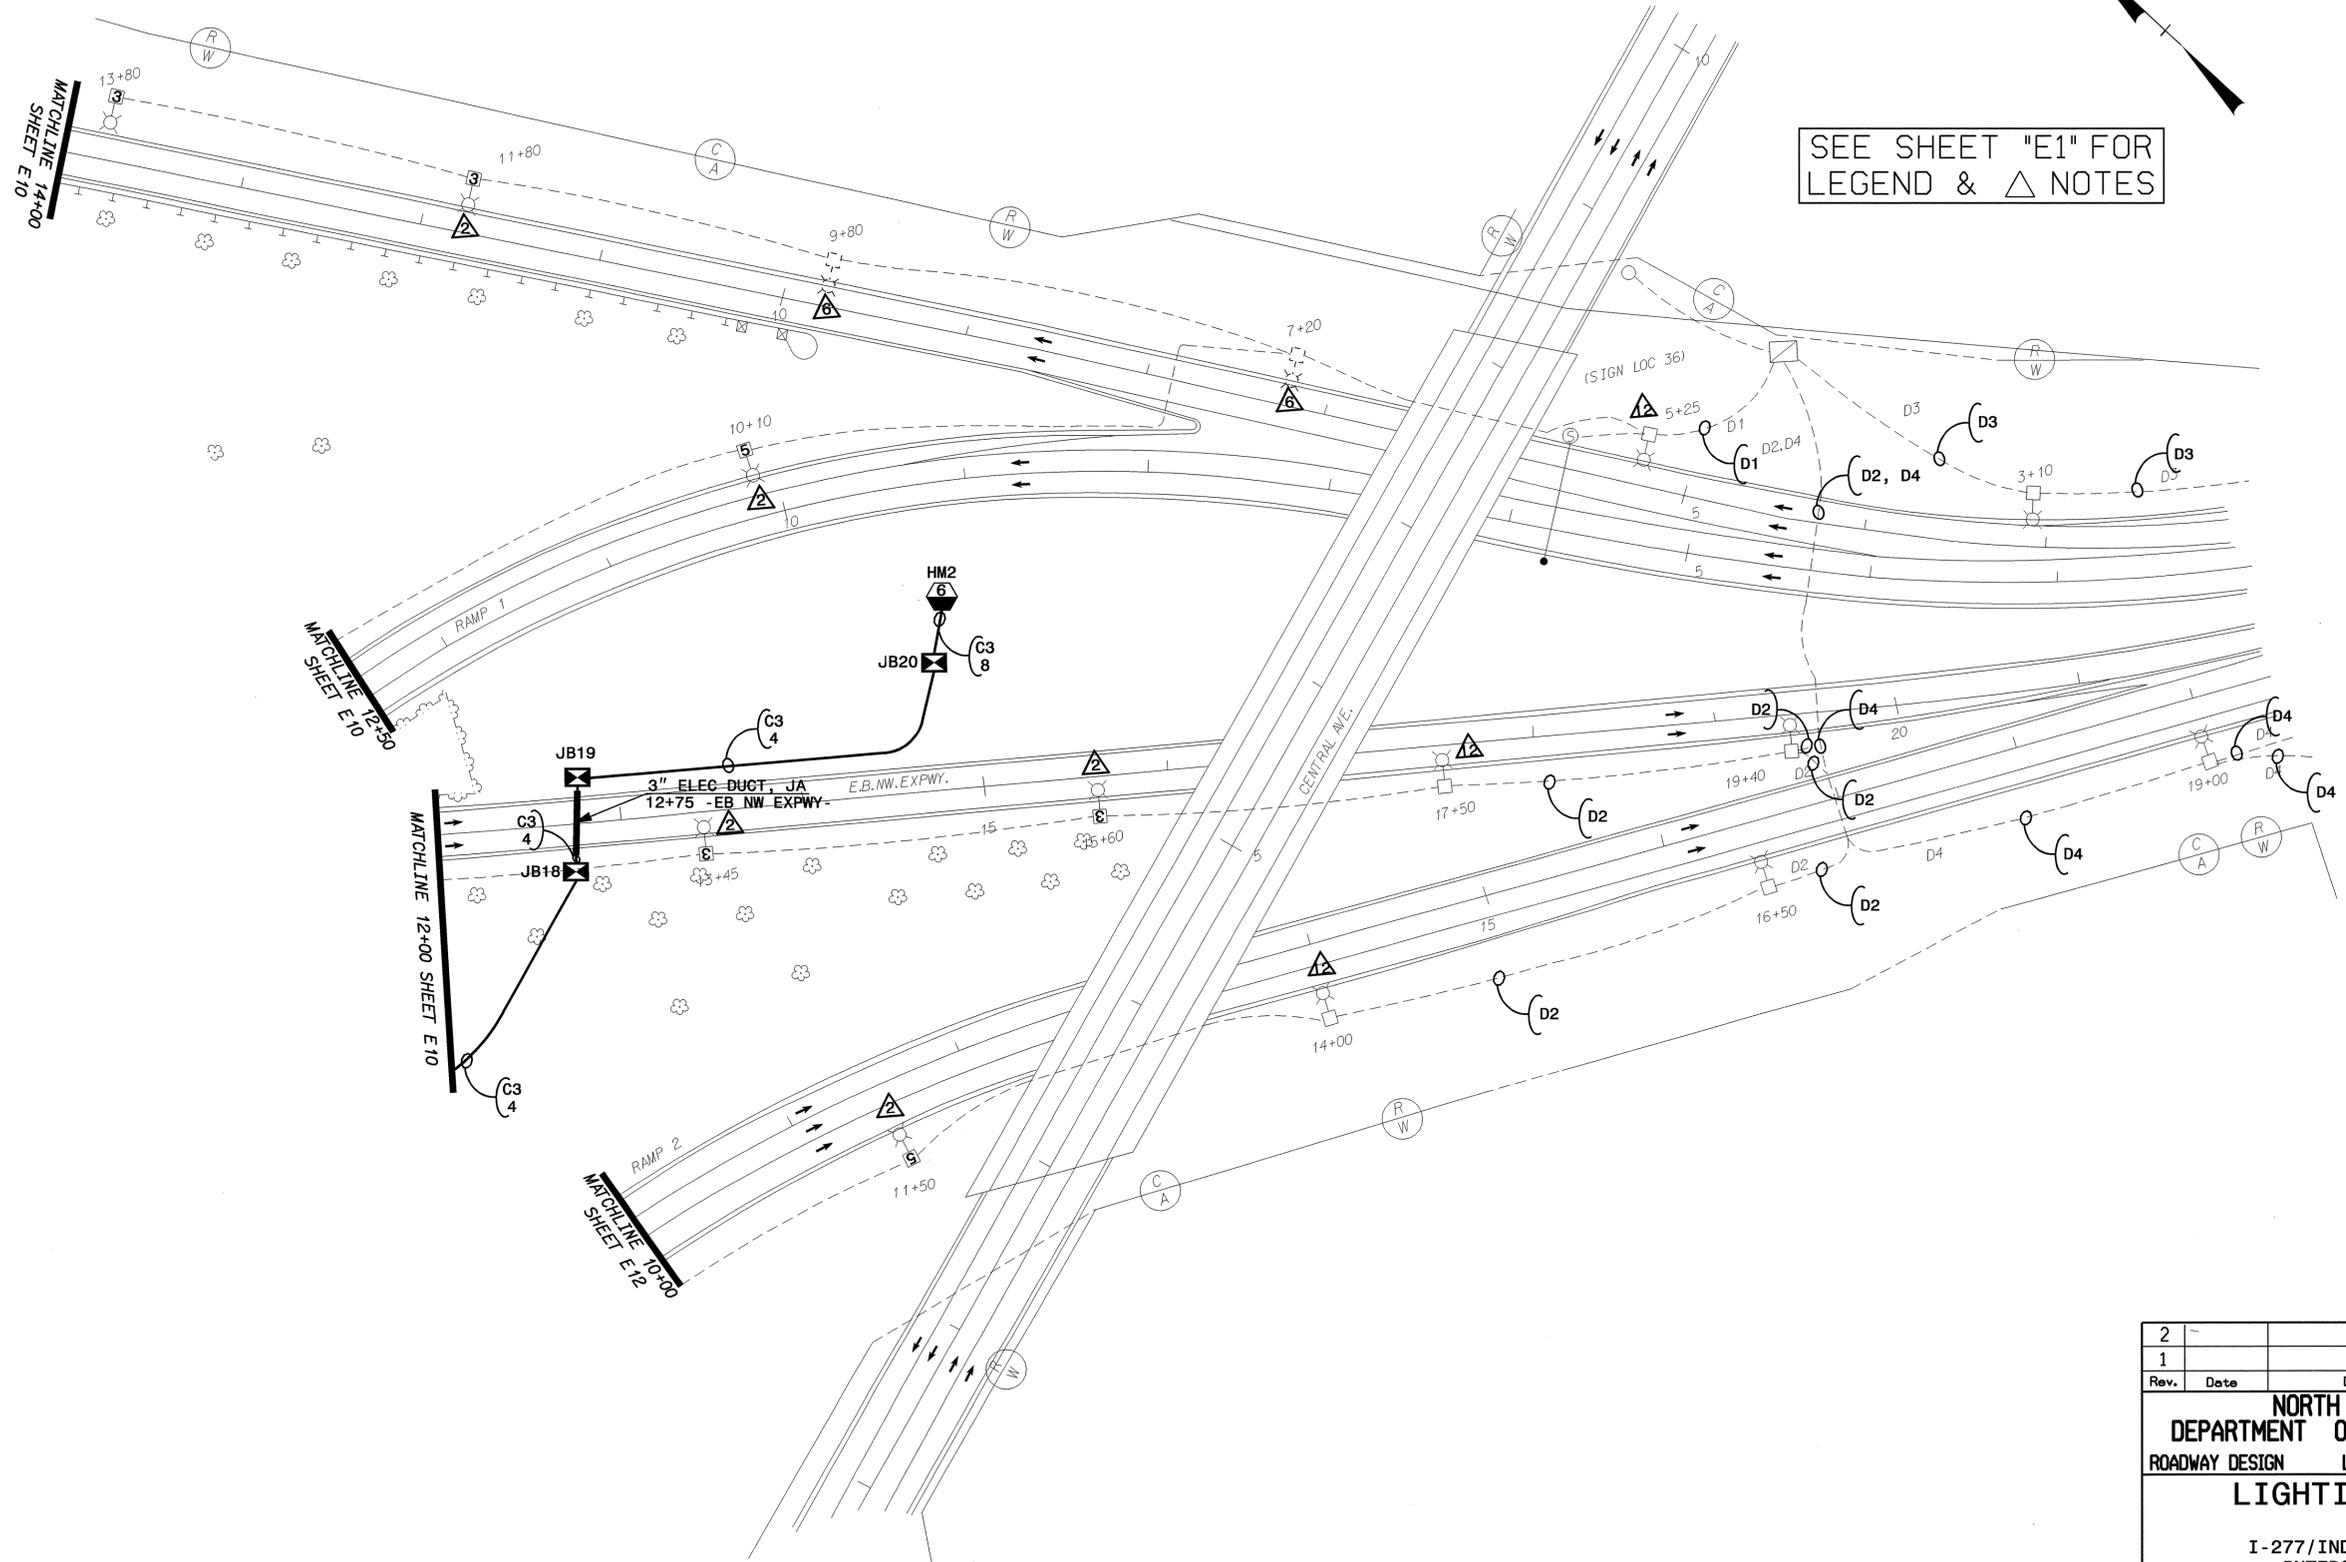 R
W
13+80
3
MATCHLINE 14+00
SHEET E10
11+80
3
2
C
A
R
W
9+80
6
10
7+20
6
R
W
10
SEE SHEET "E1" FOR
LEGEND & △ NOTES
C
A
R
W
(SIGN LOC 36)
12
5+25
S
D1
D1
D2,D4
D2, D4
D3
D3
3+10
D3
D3
5
5
10+10
5
2
10
RAMP 1
MATCHLINE 12+50
SHEET E10
HM2
6
C3
8
JB20
C3
4
JB19
3" ELEC DUCT, JA
12+75 -EB NW EXPWY-
E.B.NW.EXPWY.
C3
4
JB18
2
3
13+45
15
2
3
15+60
CENTRAL AVE.
12
17+50
D2
D2
D4
19+40
D2
D2
20
D4
D4
D4
D4
19+00
MATCHLINE 12+00 SHEET E10
C3
4
5
15
D2
D2
16+50
D4
D4
C
A
R
W
12
14+00
D2
R
W
C
A
2
5
11+50
RAMP 2
MATCHLINE 10+00
SHEET E12
R
W
2
1
Rev.
Date
NORTH
DEPARTMENT O
ROADWAY DESIGN
LIGHTI
I-277/IND